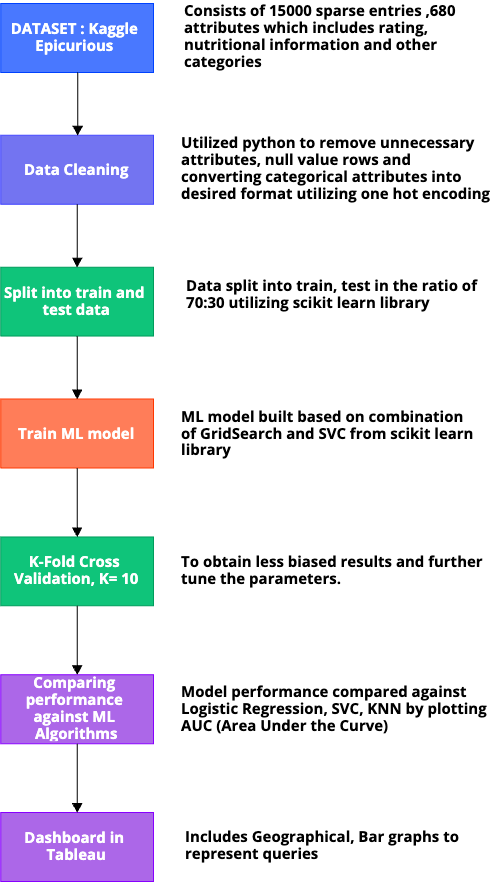 DATASET : Kaggle
Epicurious
Consists of 15000 sparse entries ,680
attributes which includes rating,
nutritional information and other
categories
Data Cleaning
Utilized python to remove unnecessary
attributes, null value rows and
converting categorical attributes into
desired format utilizing one hot encoding
Split into train and
test data
Data split into train, test in the ratio of
70:30 utilizing scikit learn library
Train ML model
ML model built based on combination
of GridSearch and SVC from scikit learn
library
K-Fold Cross
Validation, K= 10
To obtain less biased results and further
tune the parameters.
Comparing
performance
against ML
Algorithms
Model performance compared against
Logistic Regression, SVC, KNN by plotting
AUC (Area Under the Curve)
Dashboard in
Tableau
Includes Geographical, Bar graphs to
represent queries